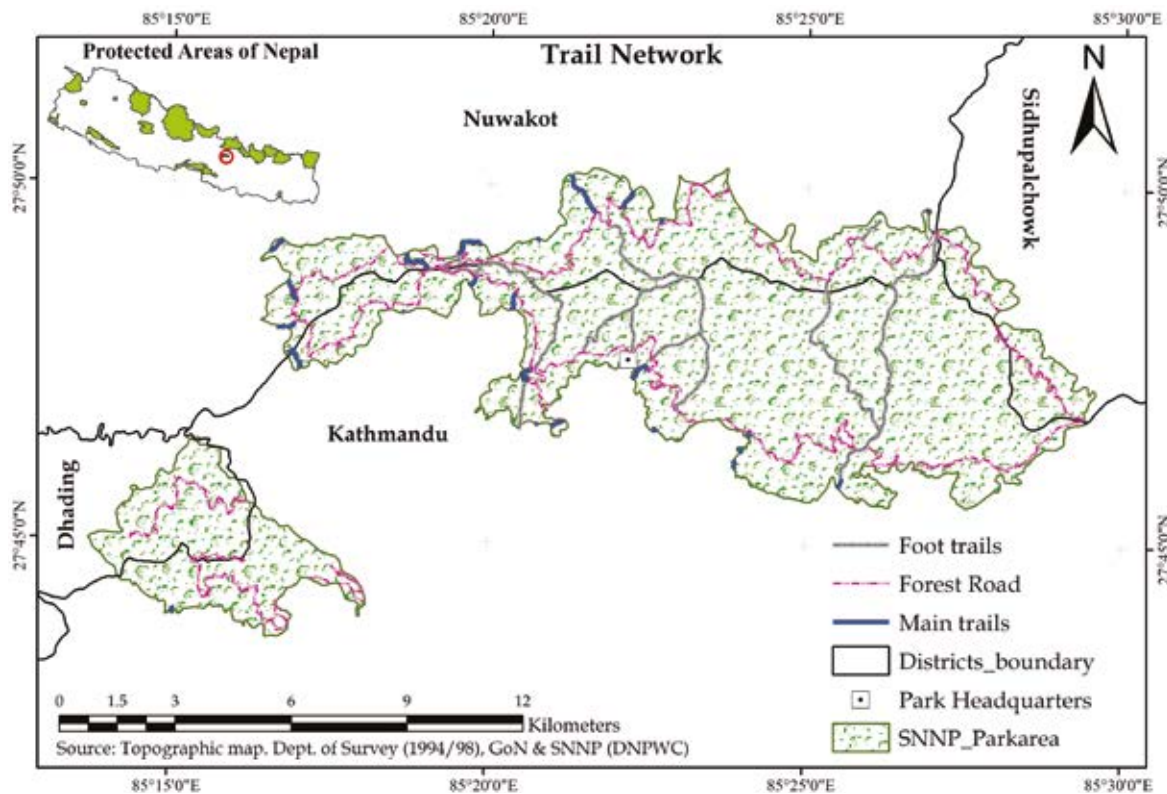 85°15'0"E 85°20'0"E 85°25'0"E 85°30'0"E
Protected Areas of Nepal
Trail Network
N
Nuwakot
Sidhupalchowk
27°50'0"N
27°50'0"N
Kathmandu
Dhading
27°45'0"N
27°45'0"N
Foot trails
Forest Road
Main trails
Districts_boundary
Park Headquarters
SNNP_Parkarea
0 1.5 3 6 9 12
Kilometers
Source: Topographic map. Dept. of Survey (1994/98), GoN & SNNP (DNPWC)
85°15'0"E 85°20'0"E 85°25'0"E 85°30'0"E